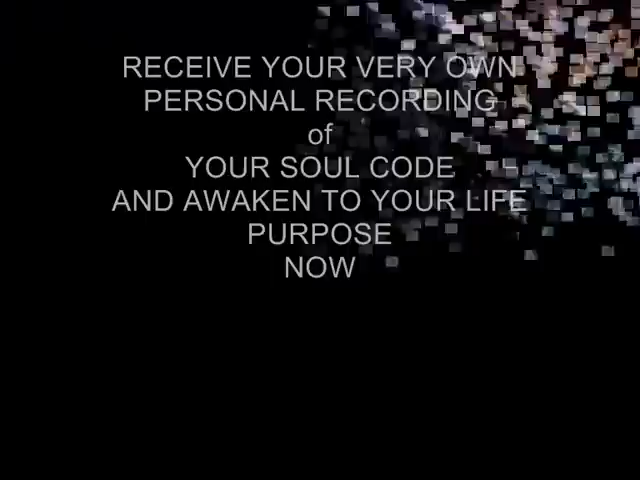 RECEIVE YOUR VERY OWN
PERSONAL RECORDING
of
YOUR SOUL CODE
AND AWAKEN TO YOUR LIFE
PURPOSE
NOW